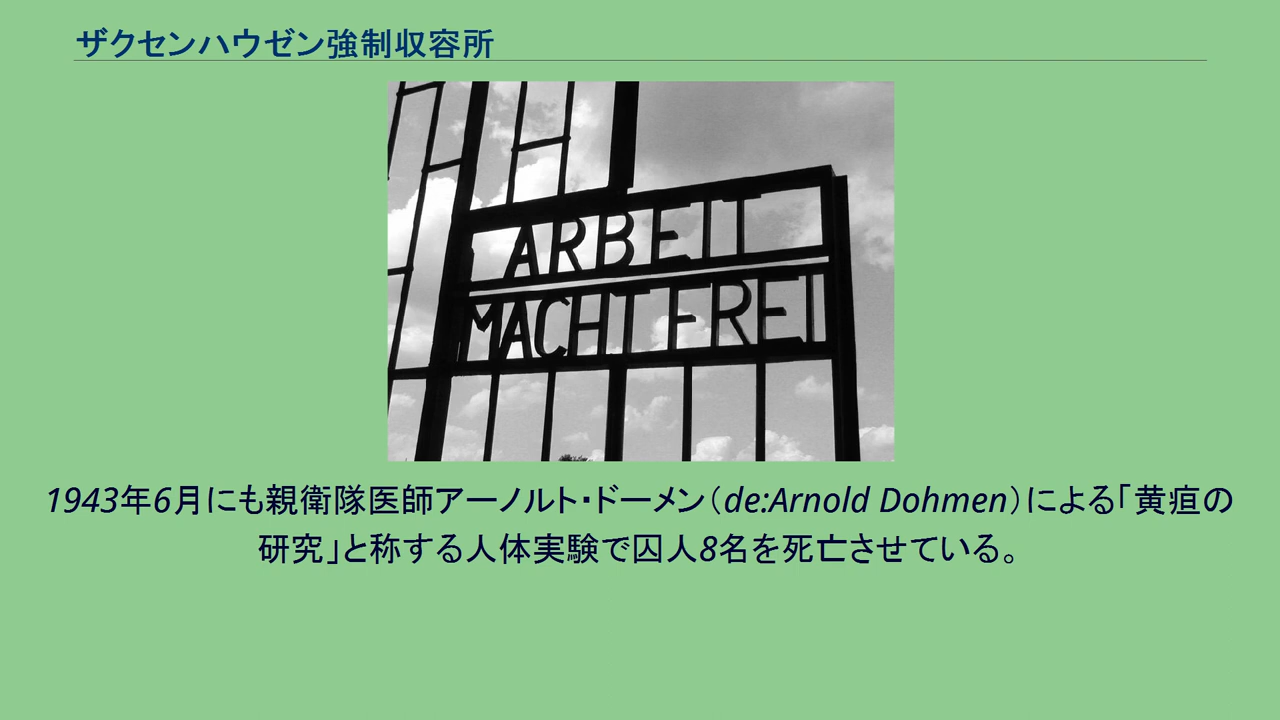 ザクセンハウゼン強制収容所
ARBEIT
MACHT FREI
1943年6月にも親衛隊医師アーノルト・ドーメン（de:Arnold Dohmen）による「黄疸の
研究」と称する人体実験で囚人8名を死亡させている。